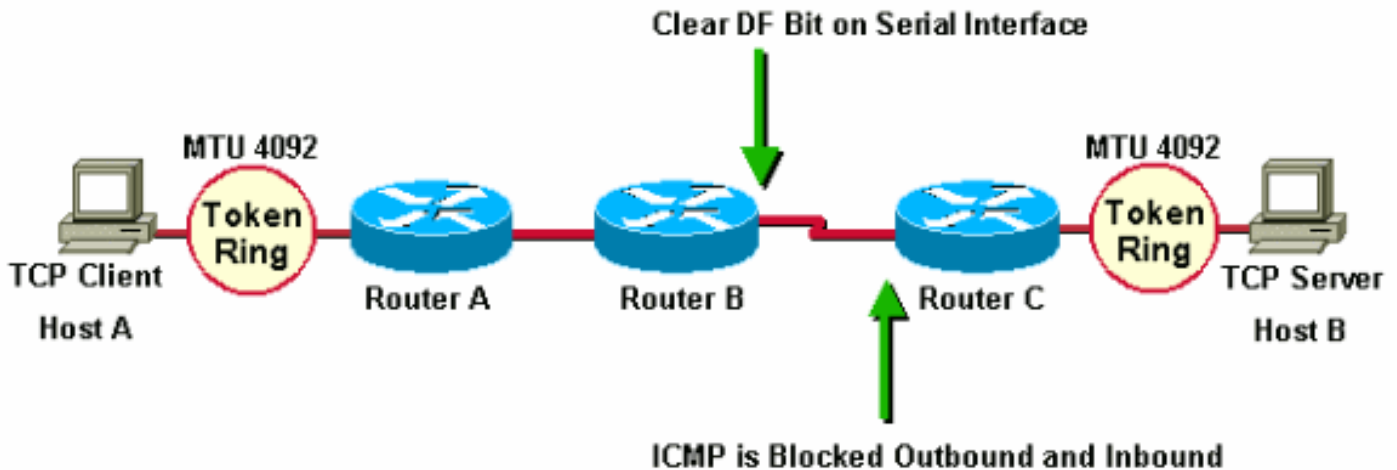 Clear DF Bit on Serial Interface
MTU 4092
MTU 4092
Token
Ring
Token
Ring
TCP Client
Router A
Router B
Router C
TCP Server
Host A
Host B
ICMP is Blocked Outbound and Inbound